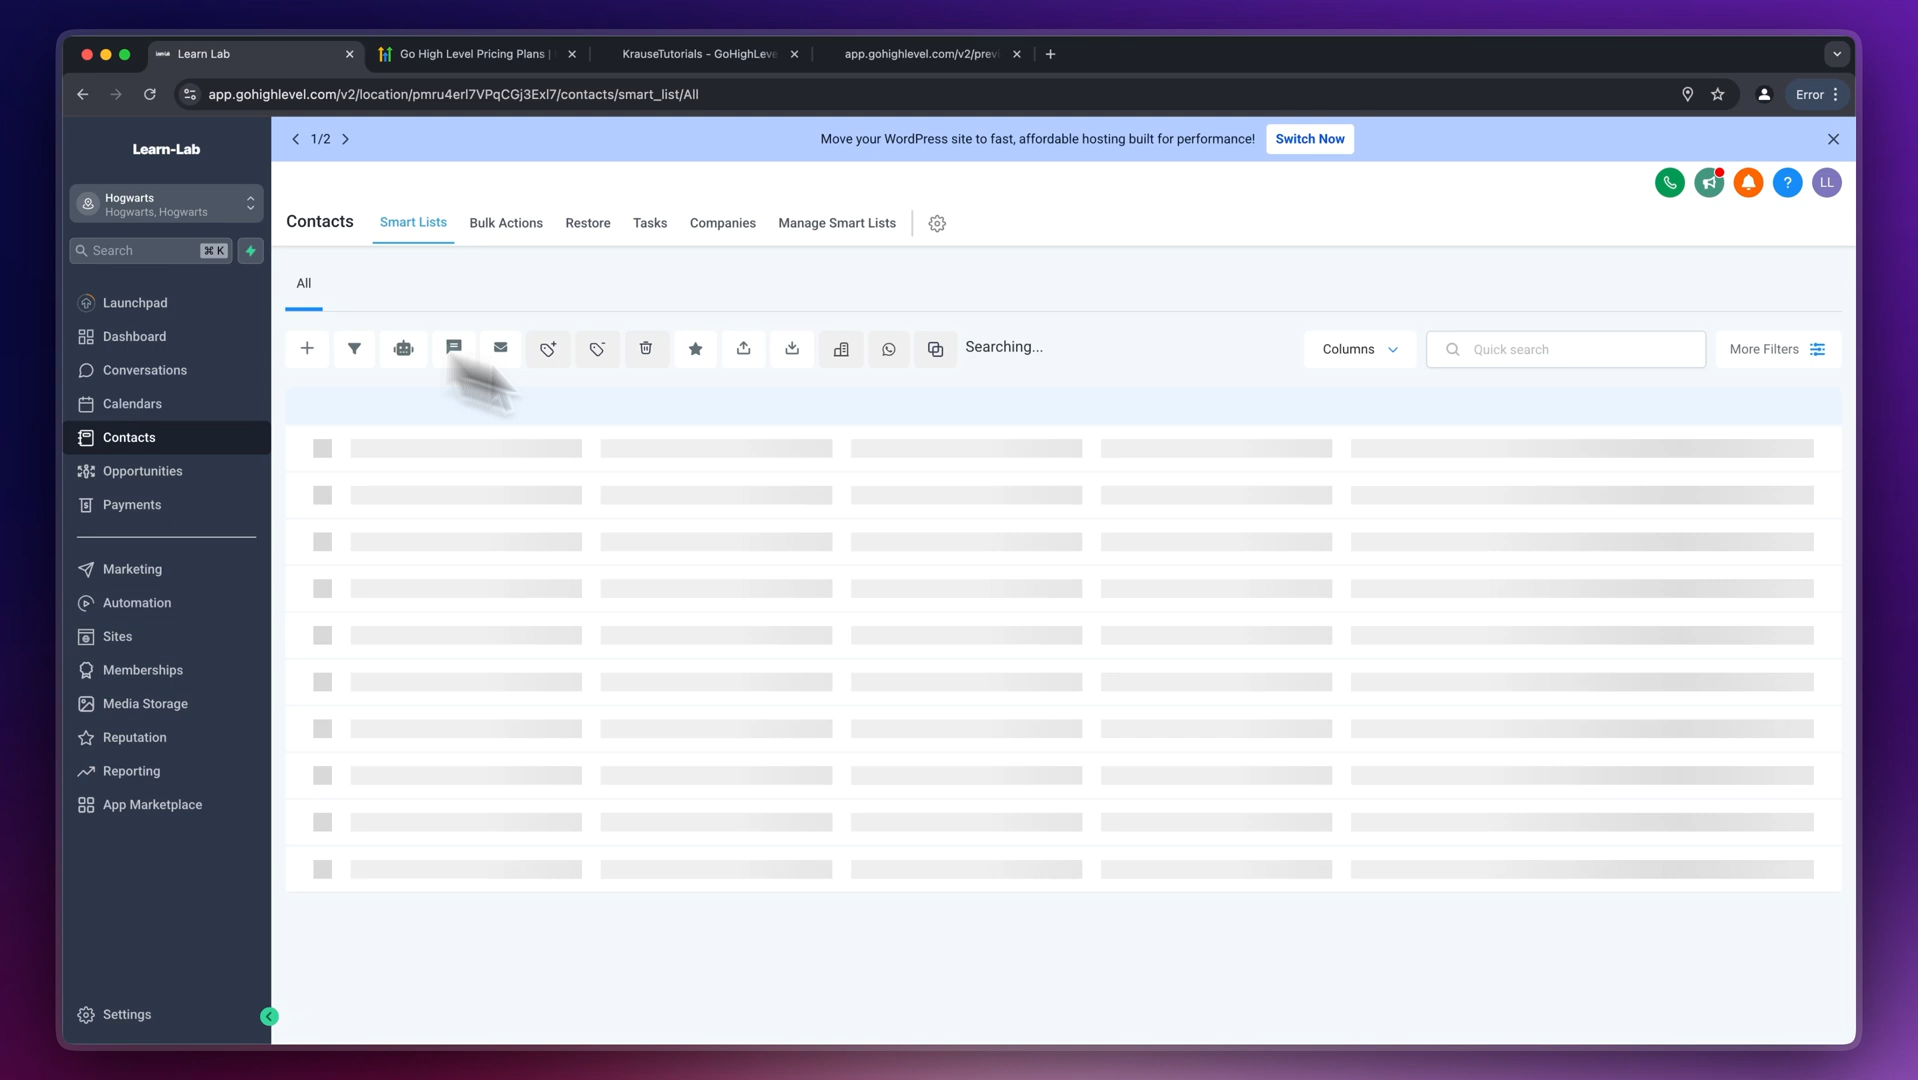 Learn Lab
Go High Level Pricing Plans |
KrauseTutorials - GoHighLeve
app.gohighlevel.com/v2/previ
app.gohighlevel.com/v2/location/pmru4erl7VPqCGj3Exl7/contacts/smart_list/All
Error
Learn-Lab
1/2
Move your WordPress site to fast, affordable hosting built for performance!
Switch Now
Hogwarts
Hogwarts, Hogwarts
LL
Contacts
Smart Lists
Bulk Actions
Restore
Tasks
Companies
Manage Smart Lists
Search
⌘ K
All
Launchpad
Dashboard
Conversations
Calendars
Contacts
Opportunities
Payments
Marketing
Automation
Sites
Memberships
Media Storage
Reputation
Reporting
App Marketplace
Settings
Searching...
Columns
Quick search
More Filters